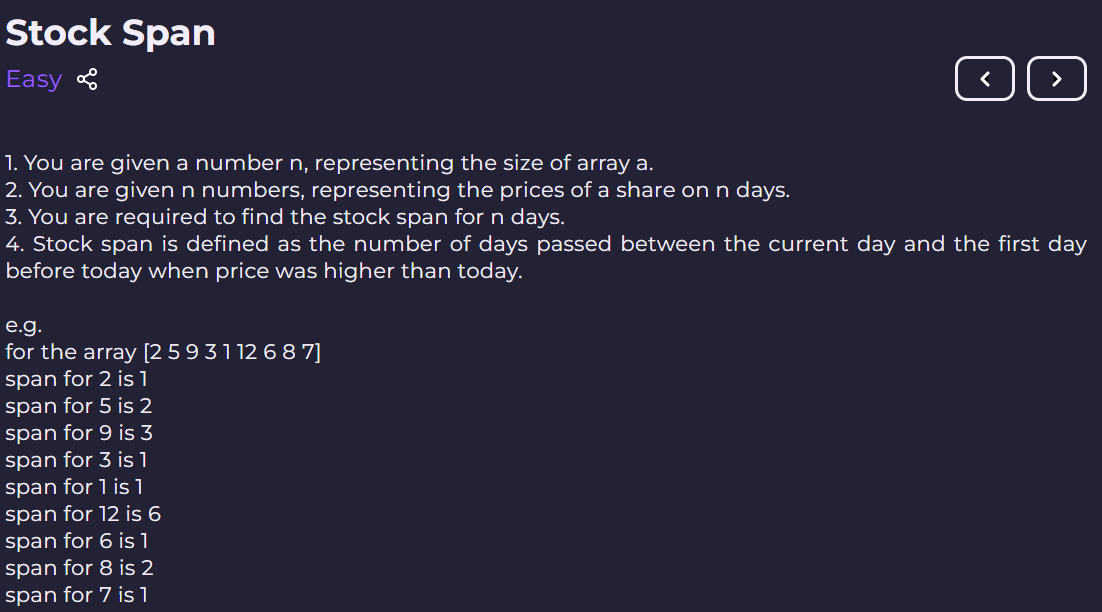 Stock Span
Easy
1. You are given a number n, representing the size of array a.
2. You are given n numbers, representing the prices of a share on n days.
3. You are required to find the stock span for n days.
4. Stock span is defined as the number of days passed between the current day and the first day
before today when price was higher than today.
e.g.
for the array [2 5 9 3 1 12 6 8 7]
span for 2 is 1
span for 5 is 2
span for 9 is 3
span for 3 is 1
span for 1 is 1
span for 12 is 6
span for 6 is 1
span for 8 is 2
span for 7 is 1